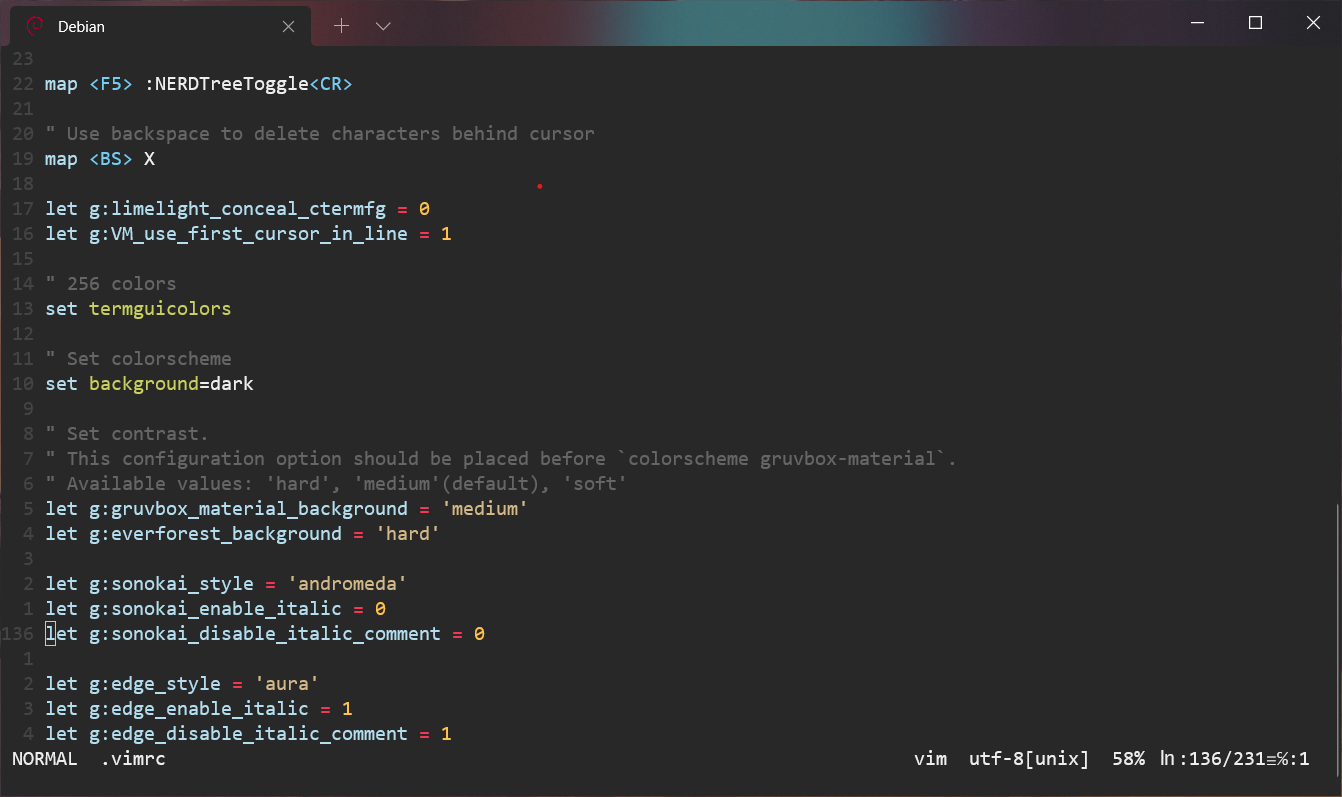 Debian
23
22 map <F5> :NERDTreeToggle<CR>
21
20 " Use backspace to delete characters behind cursor
19 map <BS> X
18
17 let g:limelight_conceal_ctermfg = 0
16 let g:VM_use_first_cursor_in_line = 1
15
14 " 256 colors
13 set termguicolors
12
11 " Set colorscheme
10 set background=dark
9
8 " Set contrast.
7 " This configuration option should be placed before `colorscheme gruvbox-material`.
6 " Available values: 'hard', 'medium'(default), 'soft'
5 let g:gruvbox_material_background = 'medium'
4 let g:everforest_background = 'hard'
3
2 let g:sonokai_style = 'andromeda'
1 let g:sonokai_enable_italic = 0
136 let g:sonokai_disable_italic_comment = 0
1
2 let g:edge_style = 'aura'
3 let g:edge_enable_italic = 1
4 let g:edge_disable_italic_comment = 1
NORMAL .vimrc vim utf-8[unix] 58% ㏑:136/231≡℅:1